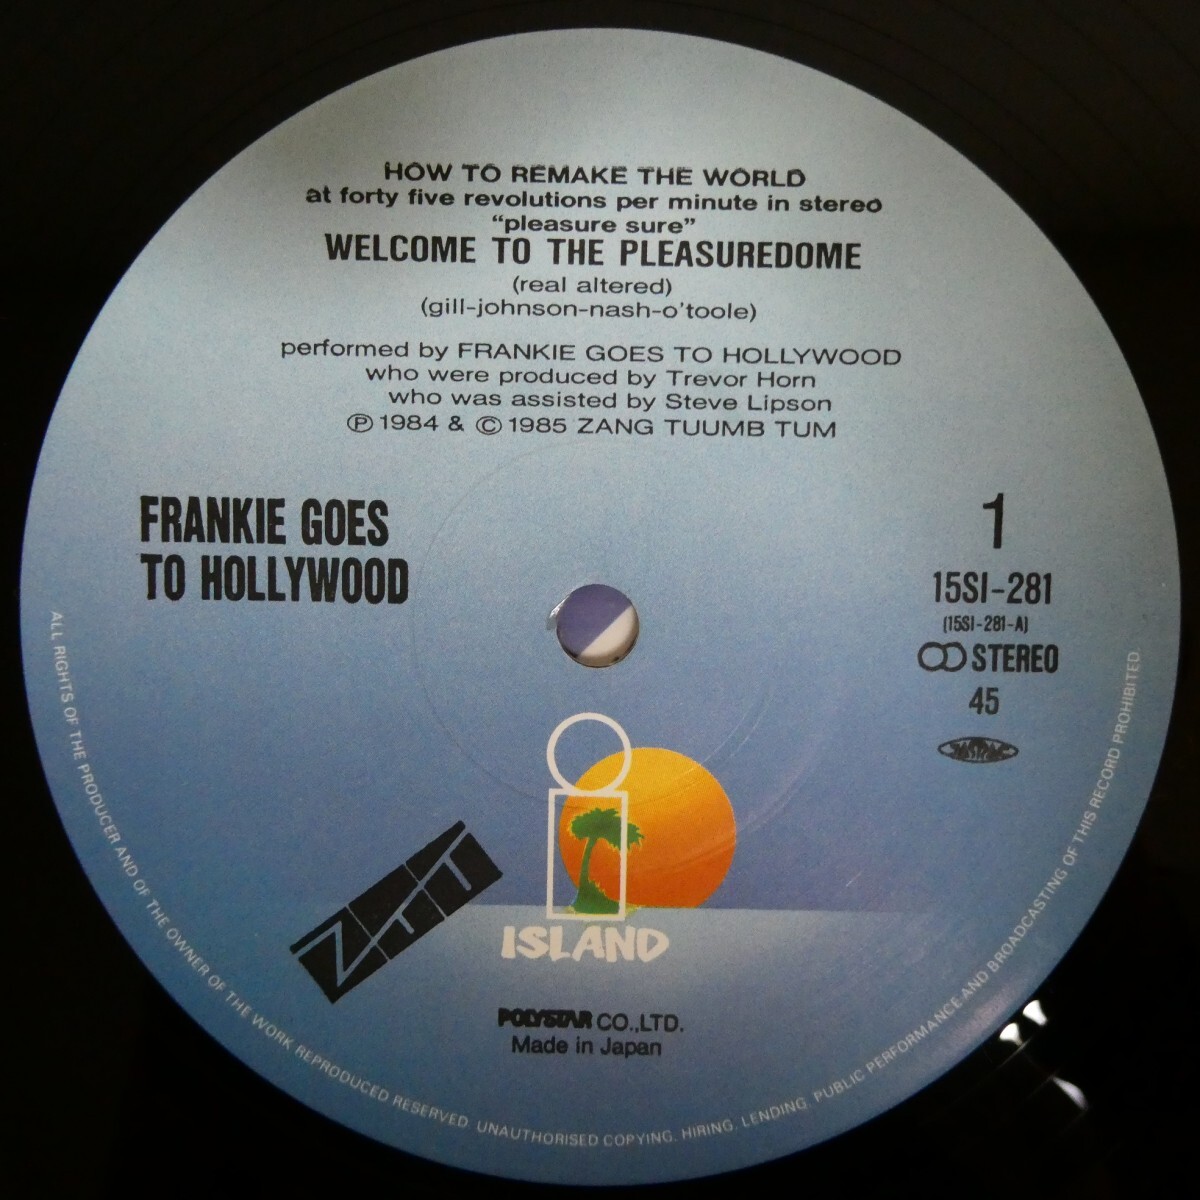 HOW TO REMAKE THE WORLD
at forty five revolutions per minute in stereo
“pleasure sure”
WELCOME TO THE PLEASUREDOME
(real altered)
(gill-johnson-nash-o'toole)
performed by FRANKIE GOES TO HOLLYWOOD
who were produced by Trevor Horn
who was assisted by Steve Lipson
Ⓟ 1984 & © 1985 ZANG TUUMB TUM
FRANKIE GOES
TO HOLLYWOOD
1
15SI-281
(15SI-281-A)
STEREO
45
ZTT
ISLAND
POLYSTAR CO.,LTD.
Made in Japan
ALL RIGHTS OF THE PRODUCER AND OF THE OWNER OF THE WORK REPRODUCED RESERVED. UNAUTHORISED COPYING. HIRING. LENDING. PUBLIC PERFORMANCE AND BROADCASTING OF THIS RECORD PROHIBITED.